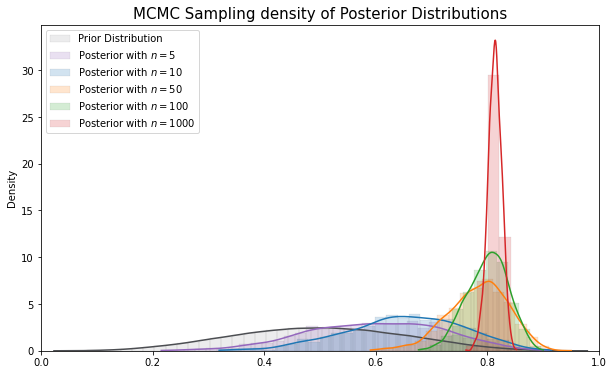 MCMC Sampling density of Posterior Distributions
Prior Distribution
Posterior with n = 5
Posterior with n = 10
Posterior with n = 50
Posterior with n = 100
Posterior with n = 1000
Density
30
25
20
15
10
5
0
0.0 0.2 0.4 0.6 0.8 1.0